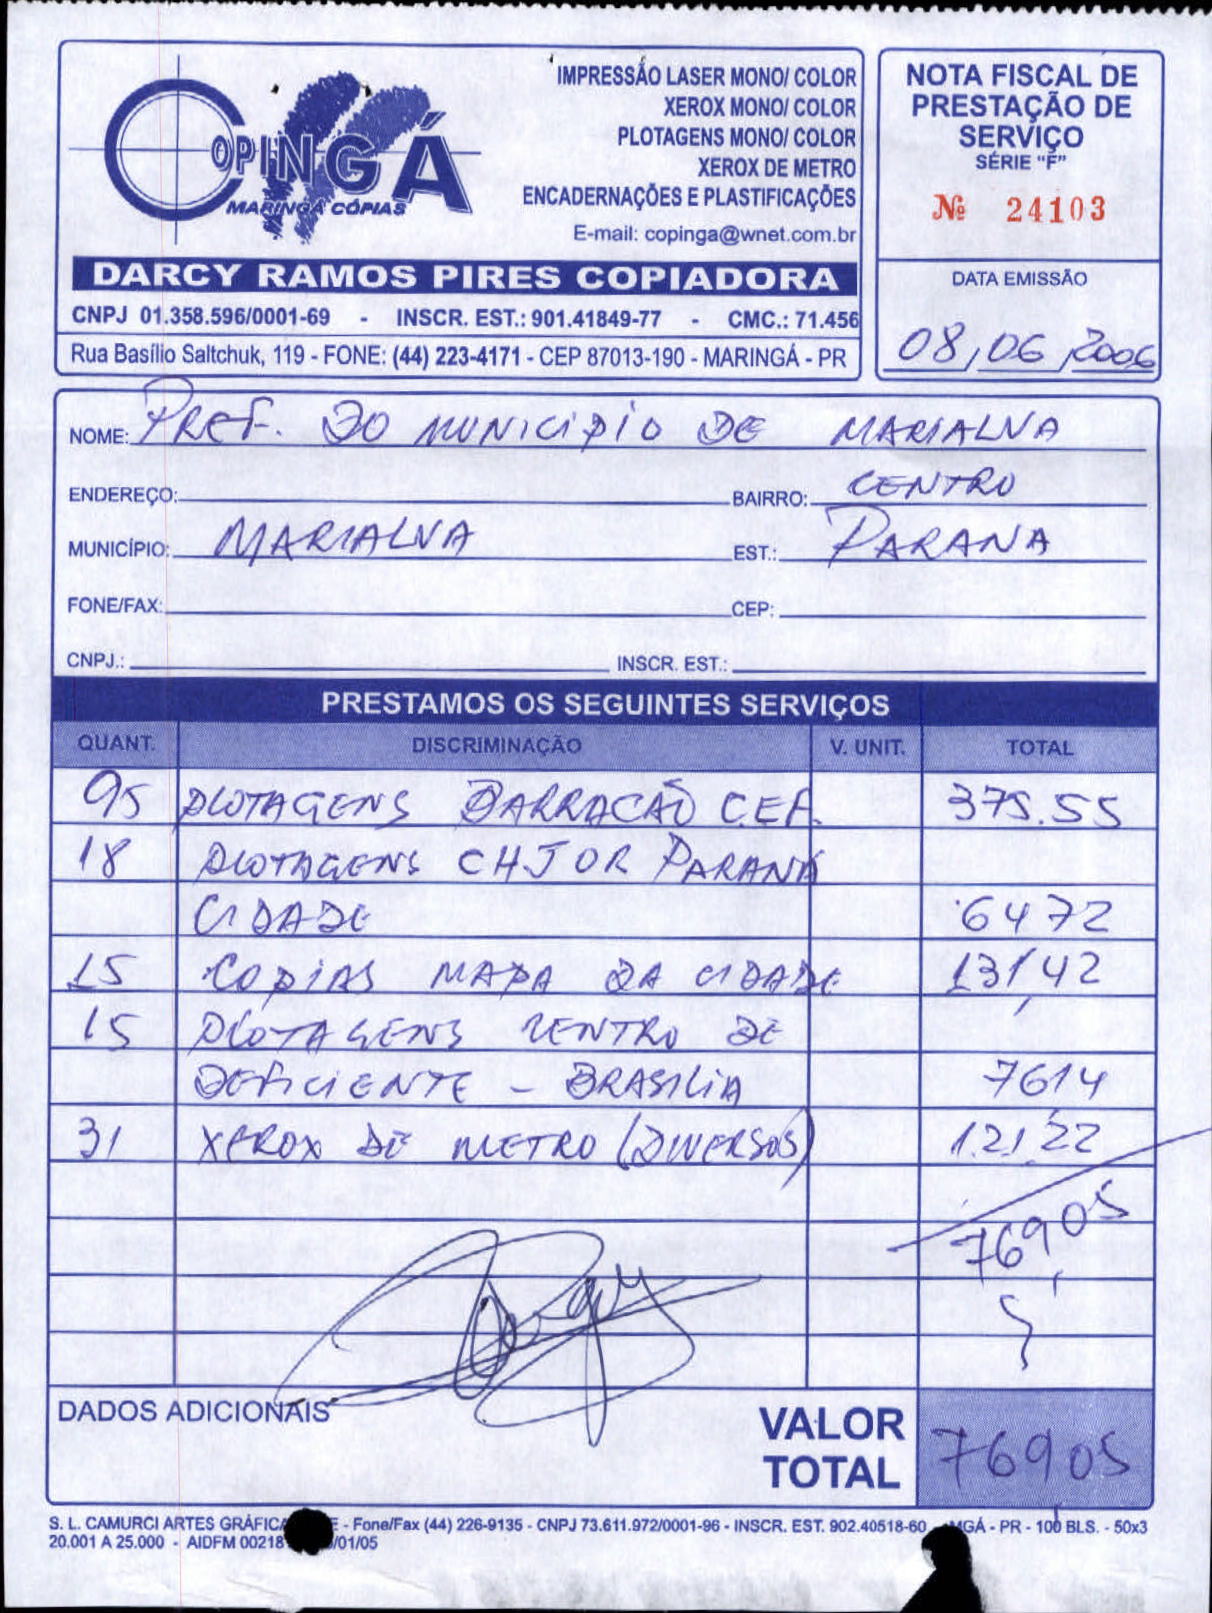 COPINGÁ
MARINGÁ CÓPIAS
IMPRESSÃO LASER MONO/ COLOR
XEROX MONO/ COLOR
PLOTAGENS MONO/ COLOR
XEROX DE METRO
ENCADERNAÇÕES E PLASTIFICAÇÕES
E-mail: copinga@wnet.com.br
DARCY RAMOS PIRES COPIADORA
CNPJ 01.358.596/0001-69 - INSCR. EST.: 901.41849-77 - CMC.: 71.456
Rua Basílio Saltchuk, 119 - FONE: (44) 223-4171 - CEP 87013-190 - MARINGÁ - PR
NOTA FISCAL DE
PRESTAÇÃO DE
SERVIÇO
SÉRIE "F"
Nº 24103
DATA EMISSÃO
08, 06, 2006
NOME: PREF. DO MUNICIPIO DE MARIALVA
ENDEREÇO: BAIRRO: CENTRO
MUNICÍPIO: MARIALVA EST.: PARANA
FONE/FAX: CEP:
CNPJ.: INSCR. EST.:
PRESTAMOS OS SEGUINTES SERVIÇOS
QUANT. DISCRIMINAÇÃO V. UNIT. TOTAL
95 PLOTAGENS BARRACÃO C.E.F. 375.55
18 PLOTAGENS PARANÁ
CIDADE 6472
15 COPIAS MAPA DA CIDADE 131,42
15 PLOTAGENS CENTRO DE
DEFICIENTE - BRASILIA 7614
31 XEROX DE METRO (DIVERSOS) 121,22
769,05
DADOS ADICIONAIS
VALOR
TOTAL 76905
S. L. CAMURCI ARTES GRÁFICA - Fone/Fax (44) 226-9135 - CNPJ 73.611.972/0001-96 - INSCR. EST. 902.40518-60 MGÁ - PR - 100 BLS. - 50x3
20.001 A 25.000 - AIDFM 00218 /01/05